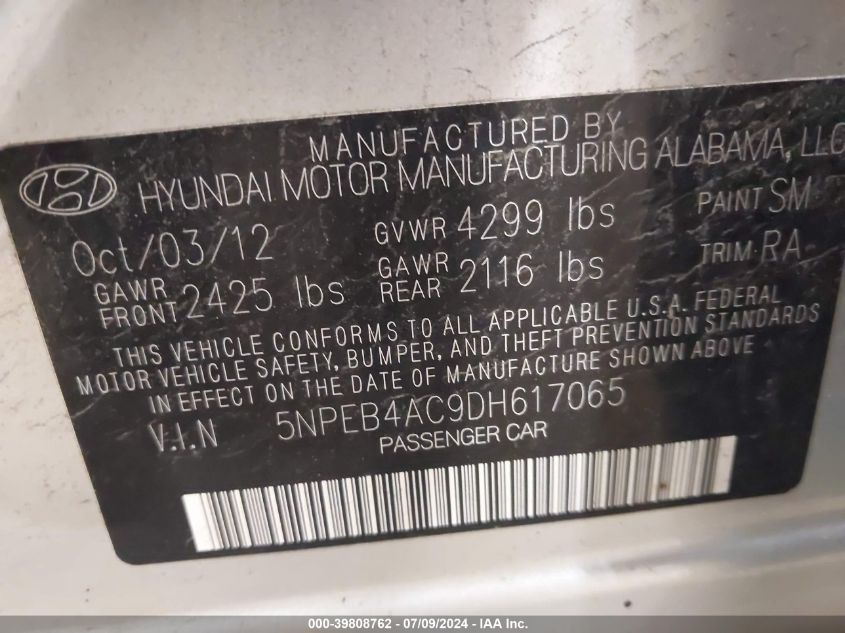 MANUFACTURED BY
HYUNDAI MOTOR MANUFACTURING ALABAMA, LLC
Oct/03/12 GVWR 4299 lbs PAINT SM
GAWR FRONT 2425 lbs GAWR REAR 2116 lbs TRIM RA
THIS VEHICLE CONFORMS TO ALL APPLICABLE U.S.A. FEDERAL
MOTOR VEHICLE SAFETY, BUMPER, AND THEFT PREVENTION STANDARDS
IN EFFECT ON THE DATE OF MANUFACTURE SHOWN ABOVE
V.I.N 5NPEB4AC9DH617065
PASSENGER CAR
000-39808762 - 07/09/2024 - IAA Inc.